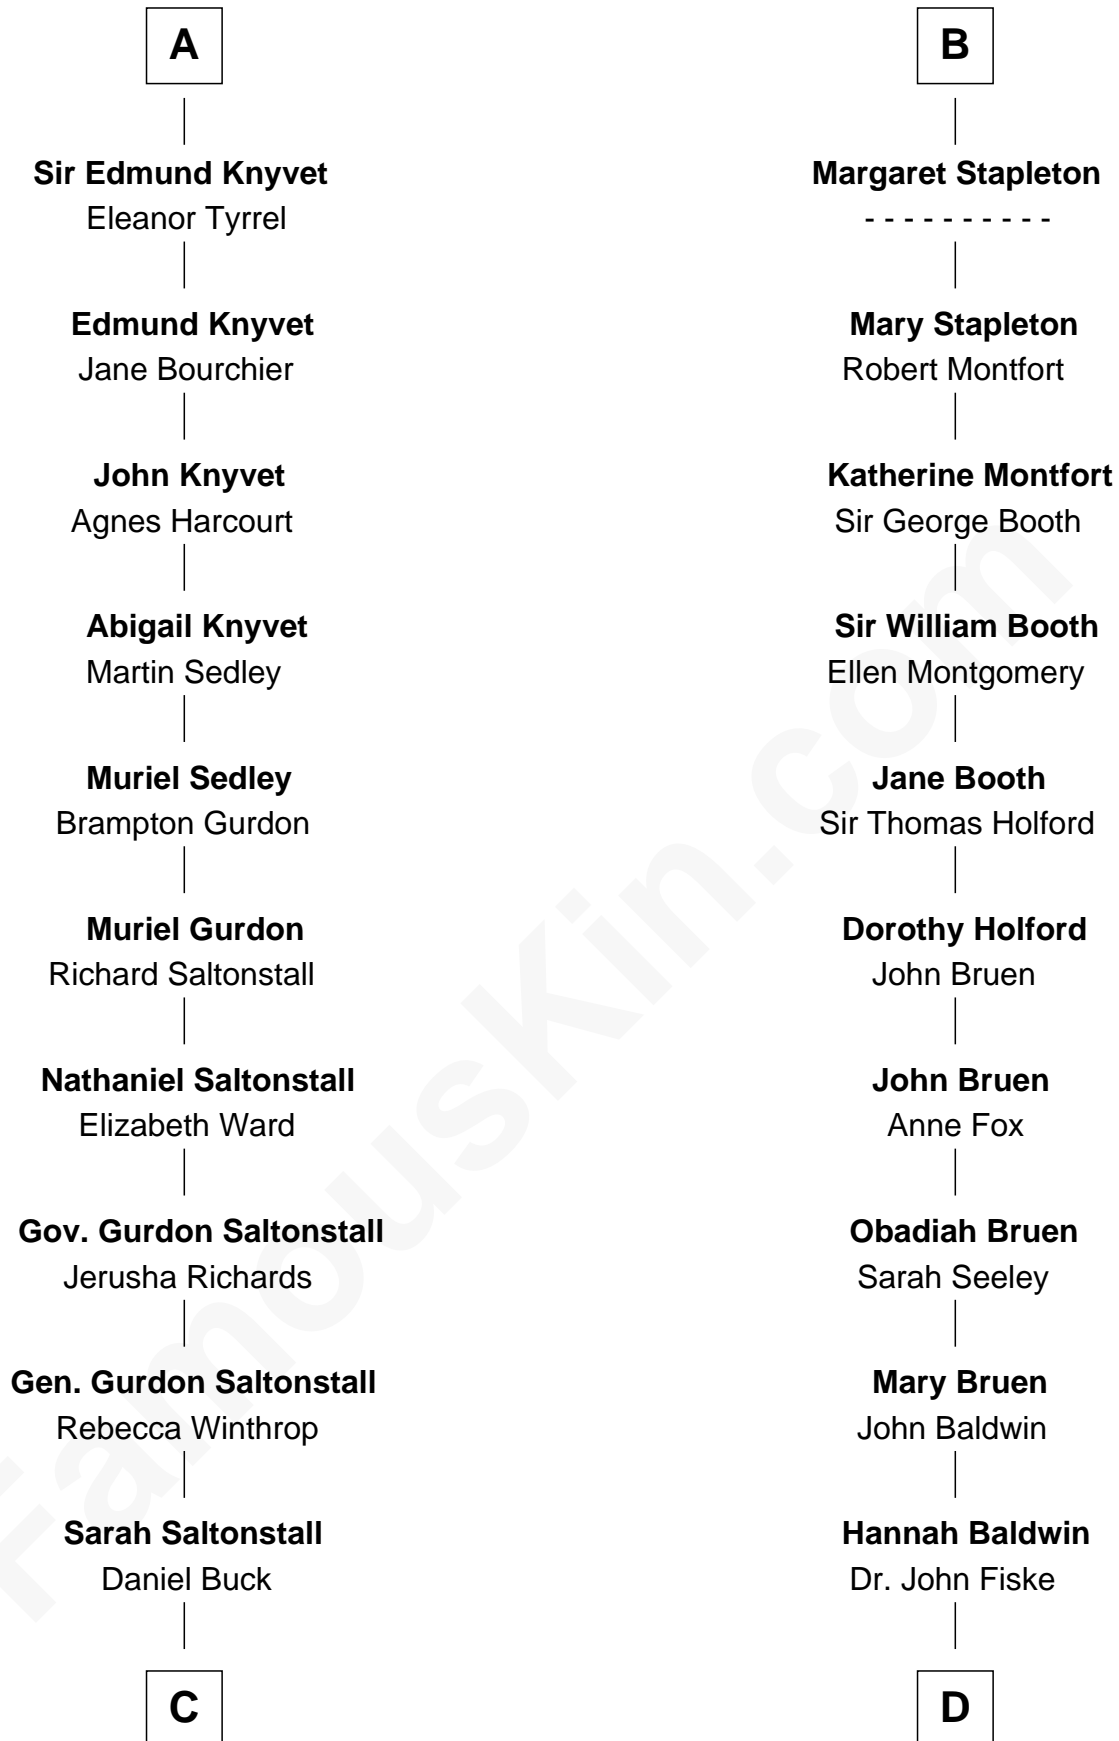 A
Sir Edmund Knyvet
Eleanor Tyrrel
Edmund Knyvet
Jane Bourchier
John Knyvet
Agnes Harcourt
Abigail Knyvet
Martin Sedley
Muriel Sedley
Brampton Gurdon
Muriel Gurdon
Richard Saltonstall
Nathaniel Saltonstall
Elizabeth Ward
Gov. Gurdon Saltonstall
Jerusha Richards
Gen. Gurdon Saltonstall
Rebecca Winthrop
Sarah Saltonstall
Daniel Buck
C
B
Margaret Stapleton
- - - - - - - - - -
Mary Stapleton
Robert Montfort
Katherine Montfort
Sir George Booth
Sir William Booth
Ellen Montgomery
Jane Booth
Sir Thomas Holford
Dorothy Holford
John Bruen
John Bruen
Anne Fox
Obadiah Bruen
Sarah Seeley
Mary Bruen
John Baldwin
Hannah Baldwin
Dr. John Fiske
D
FamousKin.com